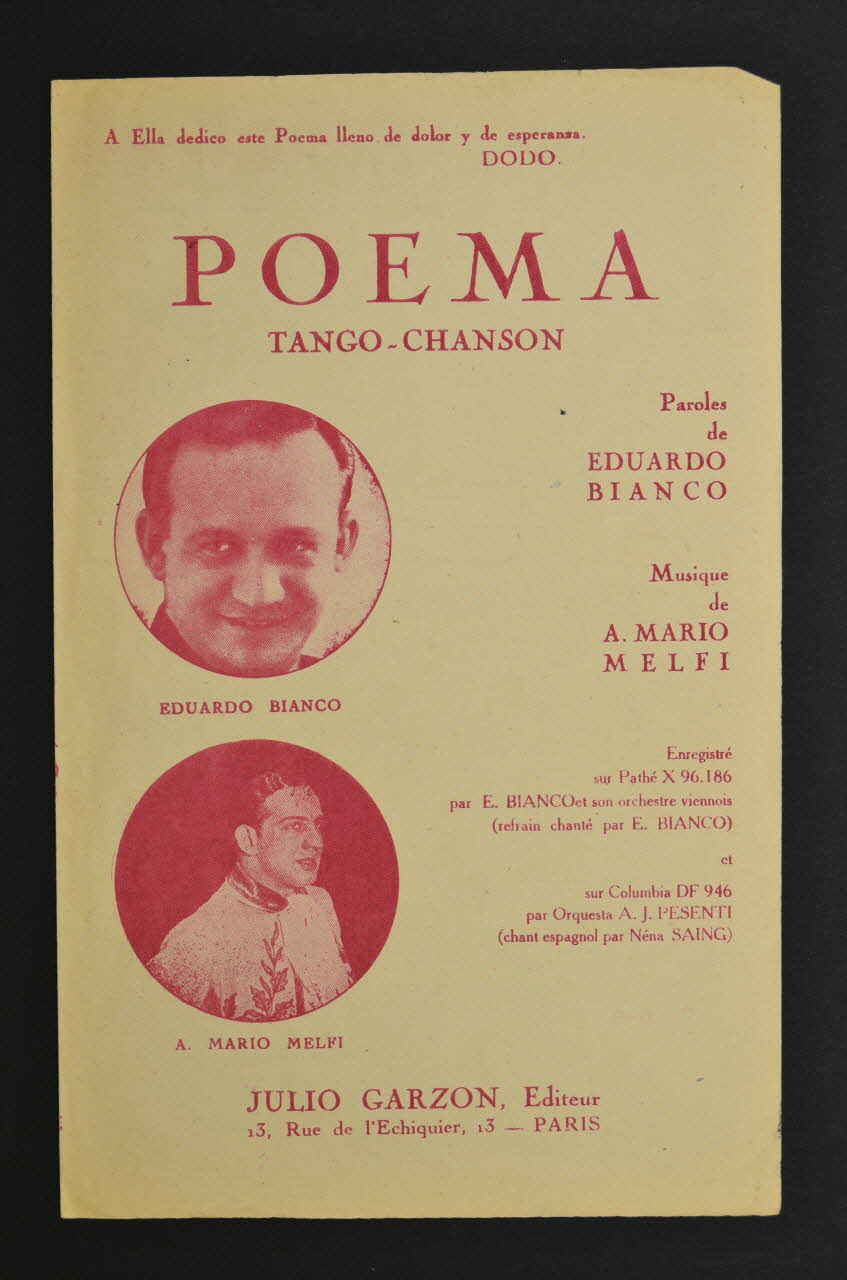 A Ella dedico este Poema lleno de dolor y de esperanza.
DODO.
POEMA
TANGO-CHANSON
Paroles
de
EDUARDO
BIANCO
Musique
de
A. MARIO
MELFI
EDUARDO BIANCO
Enregistré
sur Pathé X 96.186
par E. BIANCO et son orchestre viennois
(refrain chanté par E. BIANCO)
et
sur Columbia DF 946
par Orquesta A. J. PESENTI
(chant espagnol par Néna SAING)
A. MARIO MELFI
JULIO GARZON, Editeur
13, Rue de l'Echiquier, 13 — PARIS